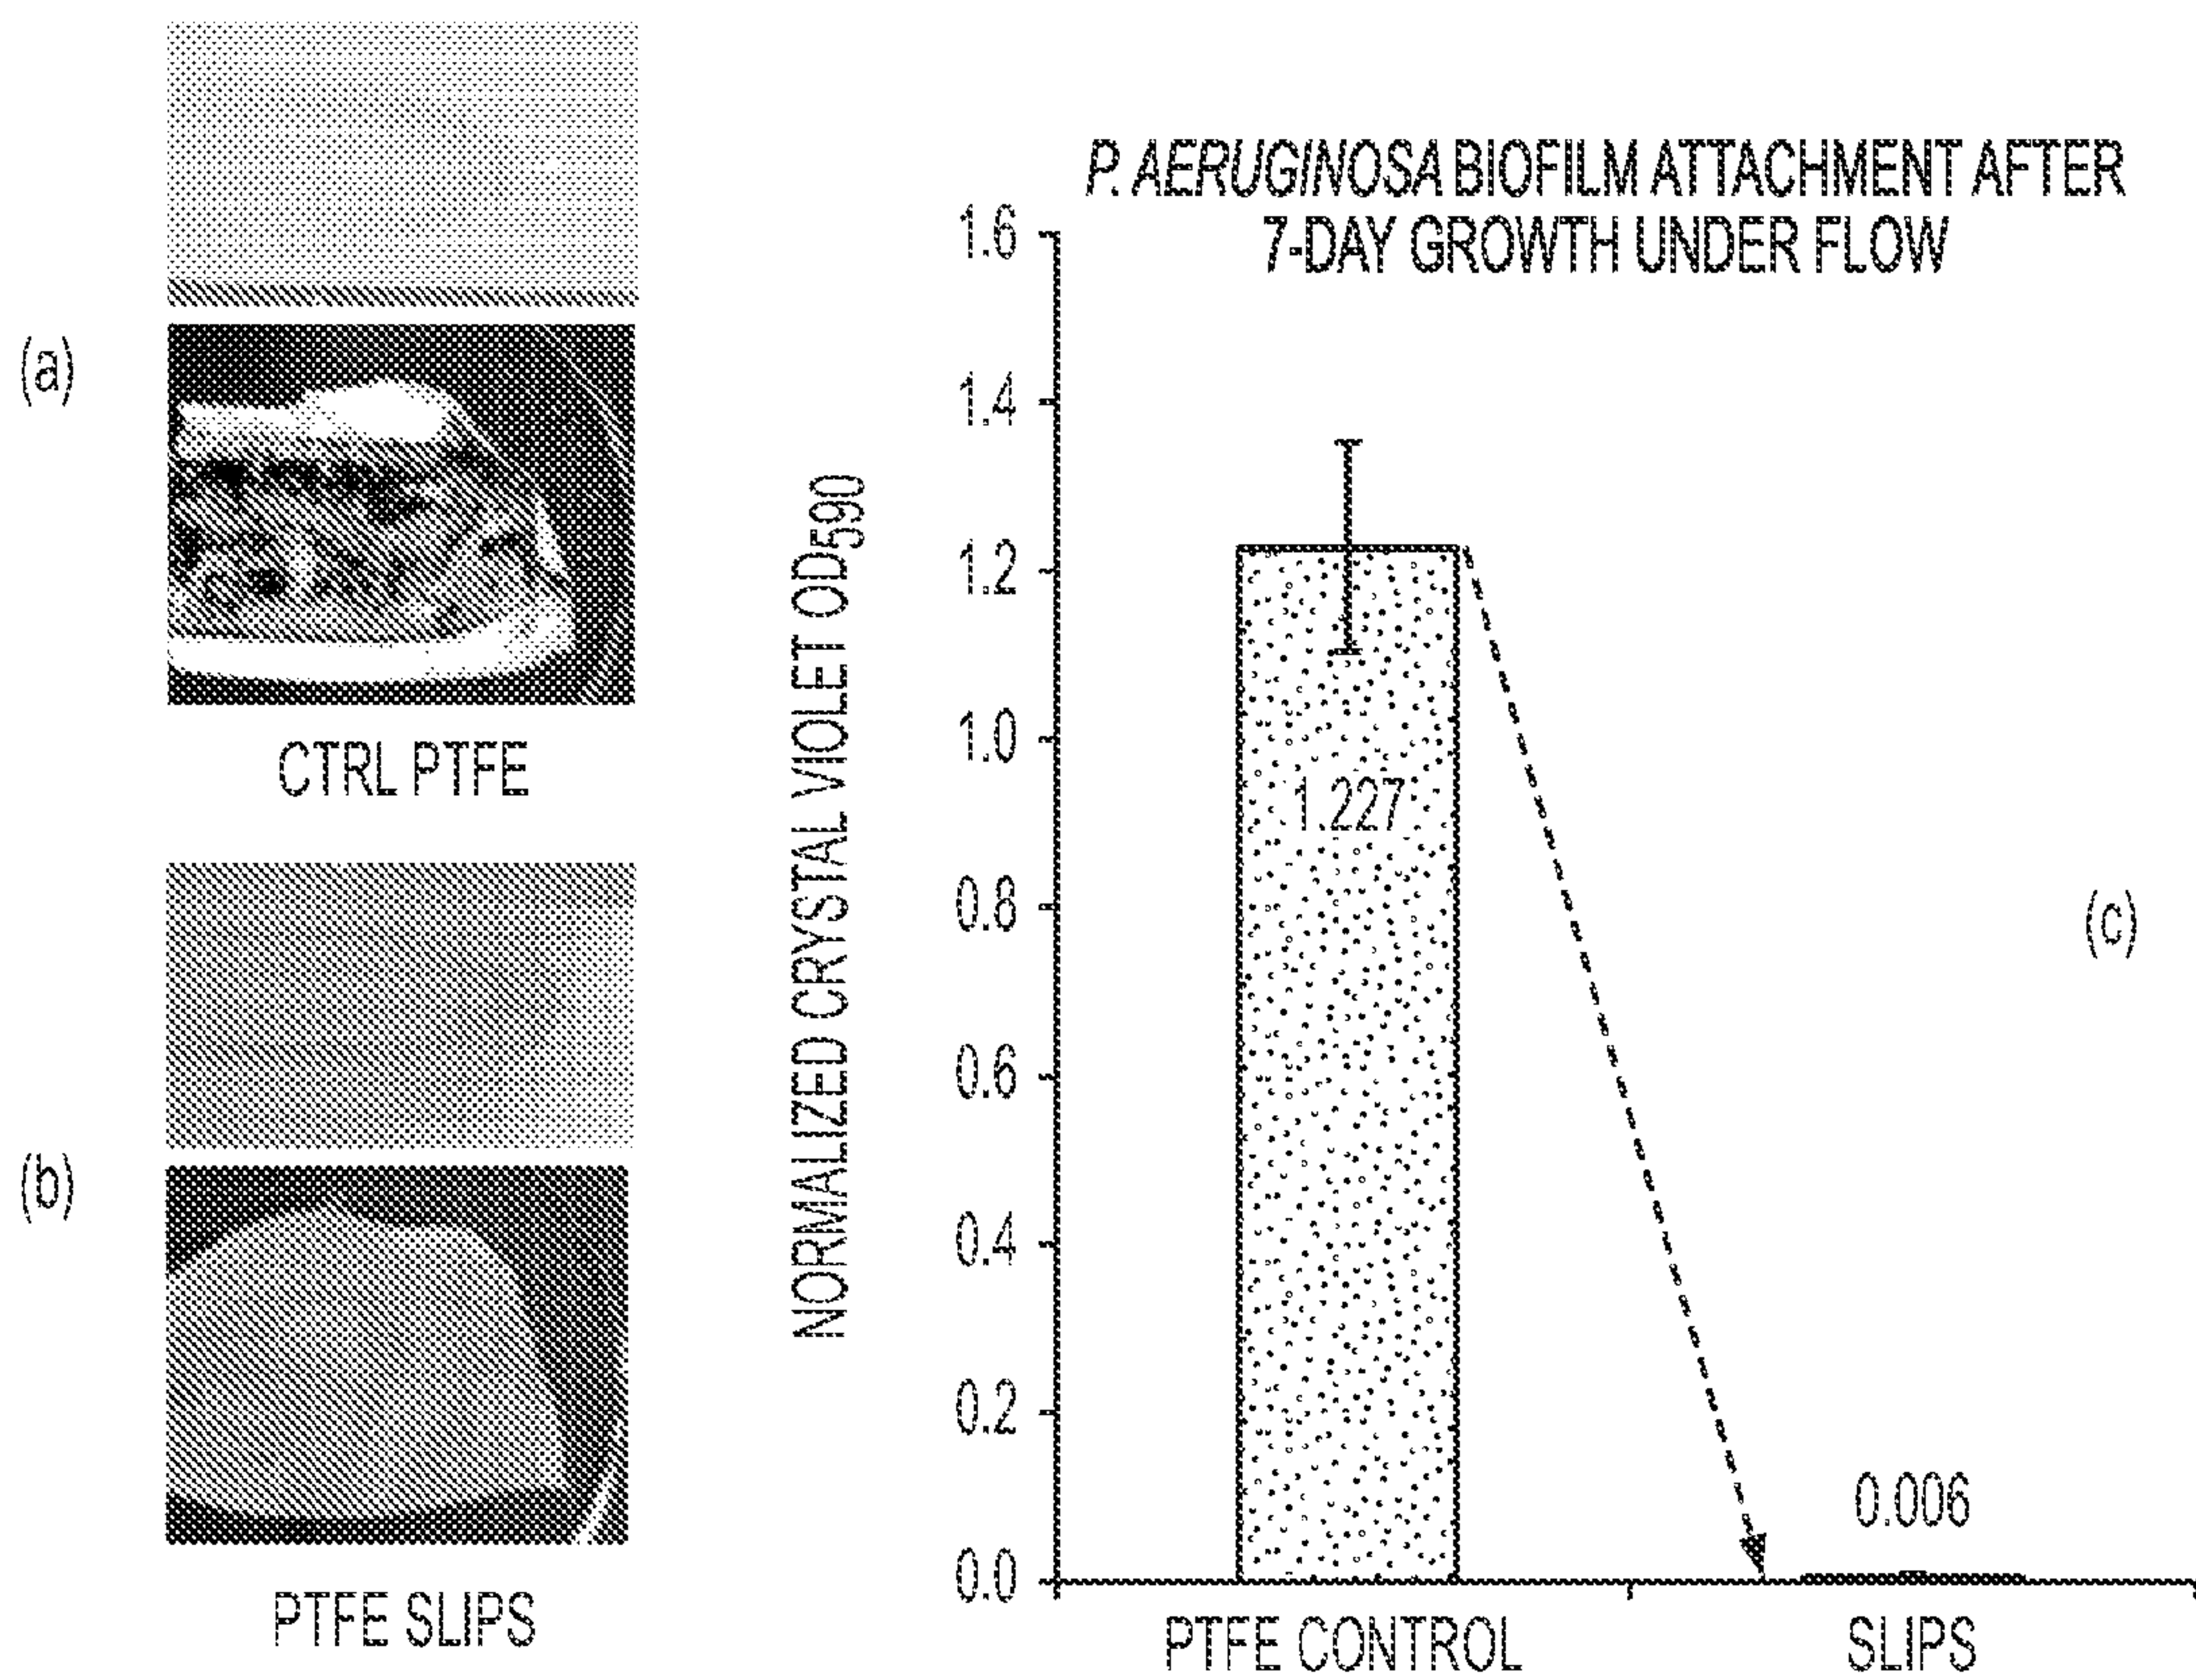 (a)
CTRL PTFE
(b)
PTFE SLIPS
P. AERUGINOSA BIOFILM ATTACHMENT AFTER
7-DAY GROWTH UNDER FLOW
NORMALIZED CRYSTAL VIOLET OD590
1.6
1.4
1.2
1.0
0.8
0.6
0.4
0.2
0.0
1.227
0.006
PTFE CONTROL
SLIPS
(c)